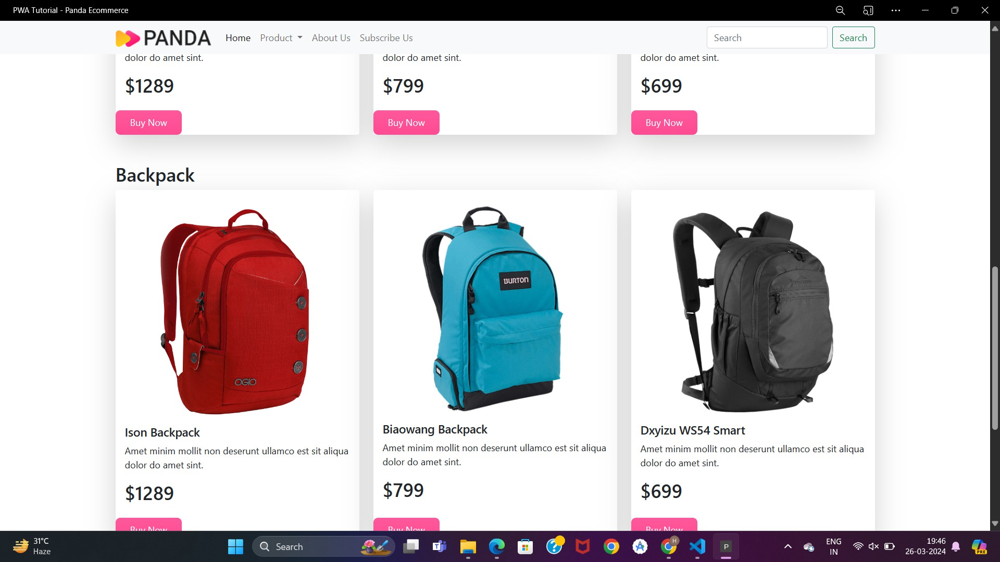 PWA Tutorial - Panda Ecommerce
PANDA Home Product About Us Subscribe Us Search Search
dolor do amet sint. dolor do amet sint. dolor do amet sint.
$1289 $799 $699
Buy Now Buy Now Buy Now
Backpack
BURTON
OGIO
Ison Backpack
Amet minim mollit non deserunt ullamco est sit aliqua
dolor do amet sint.
$1289
Buy Now
Biaowang Backpack
Amet minim mollit non deserunt ullamco est sit aliqua
dolor do amet sint.
$799
Buy Now
Dxyizu WS54 Smart
Amet minim mollit non deserunt ullamco est sit aliqua
dolor do amet sint.
$699
Buy Now
31°C
Haze
Search
H
P
ENG
IN
19:46
26-03-2024
PRE